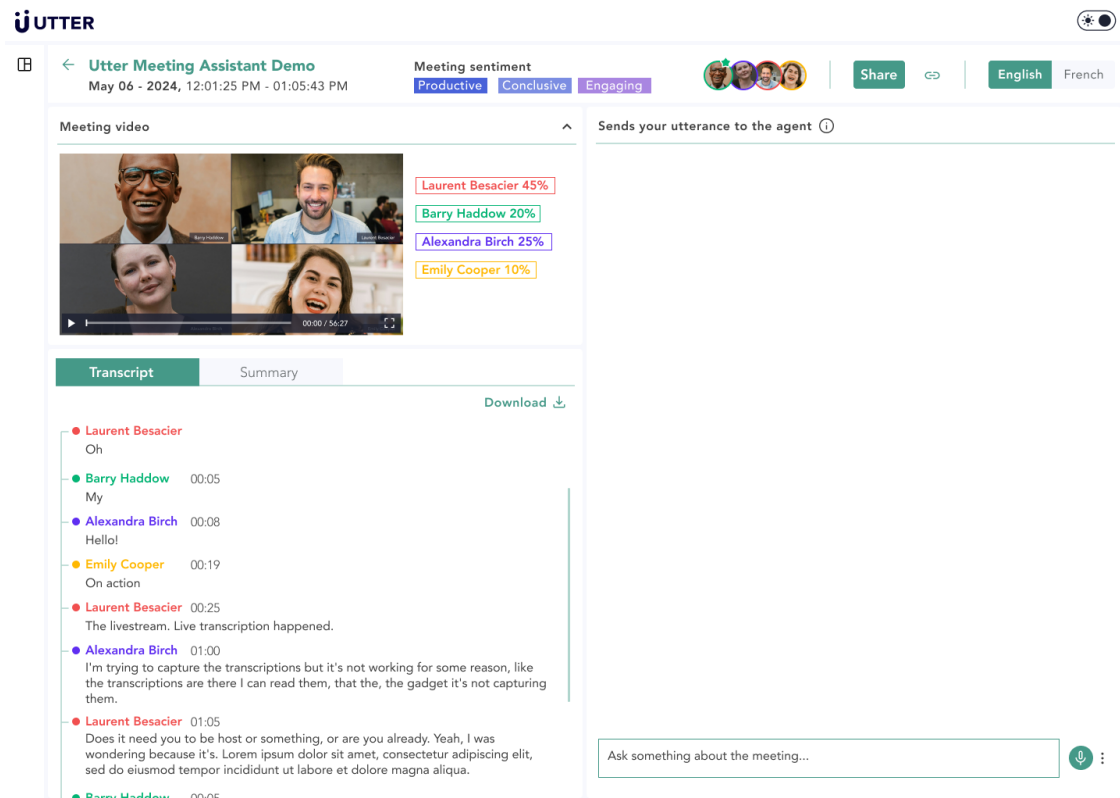 UTTER
Utter Meeting Assistant Demo
May 06 - 2024, 12:01:25 PM - 01:05:43 PM
Meeting sentiment
Productive Conclusive Engaging
Share
English French
Meeting video
Barry Haddow
Laurent Besacier
00:00 / 56:27
Laurent Besacier 45%
Barry Haddow 20%
Alexandra Birch 25%
Emily Cooper 10%
Transcript Summary
Download
Laurent Besacier
Oh
Barry Haddow 00:05
My
Alexandra Birch 00:08
Hello!
Emily Cooper 00:19
On action
Laurent Besacier 00:25
The livestream. Live transcription happened.
Alexandra Birch 01:00
I'm trying to capture the transcriptions but it's not working for some reason, like
the transcriptions are there I can read them, that the, the gadget it's not capturing
them.
Laurent Besacier 01:05
Does it need you to be host or something, or are you already. Yeah, I was
wondering because it's. Lorem ipsum dolor sit amet, consectetur adipiscing elit,
sed do eiusmod tempor incididunt ut labore et dolore magna aliqua.
Barry Haddow 00:05
Sends your utterance to the agent
Ask something about the meeting...